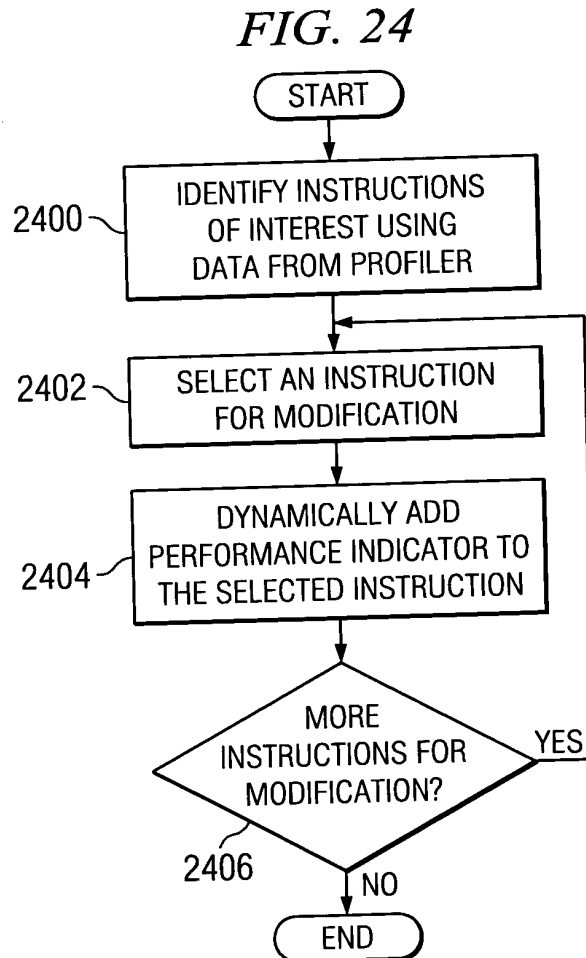 FIG. 24
START
2400
IDENTIFY INSTRUCTIONS
OF INTEREST USING
DATA FROM PROFILER
2402
SELECT AN INSTRUCTION
FOR MODIFICATION
2404
DYNAMICALLY ADD
PERFORMANCE INDICATOR TO
THE SELECTED INSTRUCTION
MORE
INSTRUCTIONS FOR
MODIFICATION?
YES
2406
NO
END